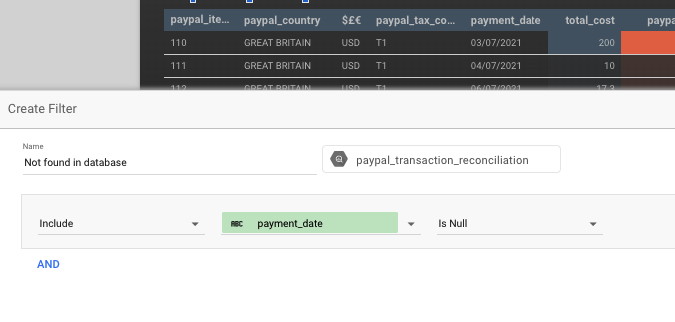 paypal_ite... paypal_country $£€ paypal_tax_co... payment_date total_cost paypa
110 GREAT BRITAIN USD T1 03/07/2021 200
111 GREAT BRITAIN USD T1 04/07/2021 10
112 GREAT BRITAIN USD T1 06/07/2021 17.3
Create Filter
Name
Not found in database
paypal_transaction_reconciliation
Include ABC payment_date Is Null
AND